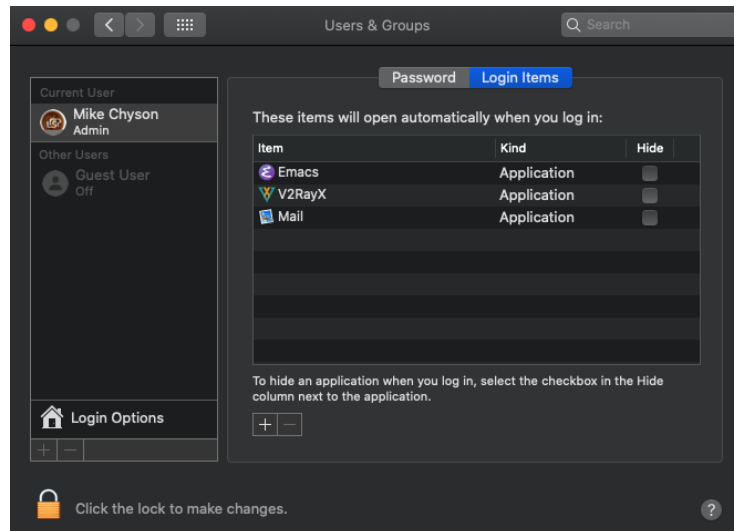 Users & Groups
Search
Password
Login Items
Current User
Mike Chyson
Admin
Other Users
Guest User
Off
These items will open automatically when you log in:
Item Kind Hide
Emacs Application
V2RayX Application
Mail Application
To hide an application when you log in, select the checkbox in the Hide
column next to the application.
+ −
Login Options
+ −
Click the lock to make changes.
?